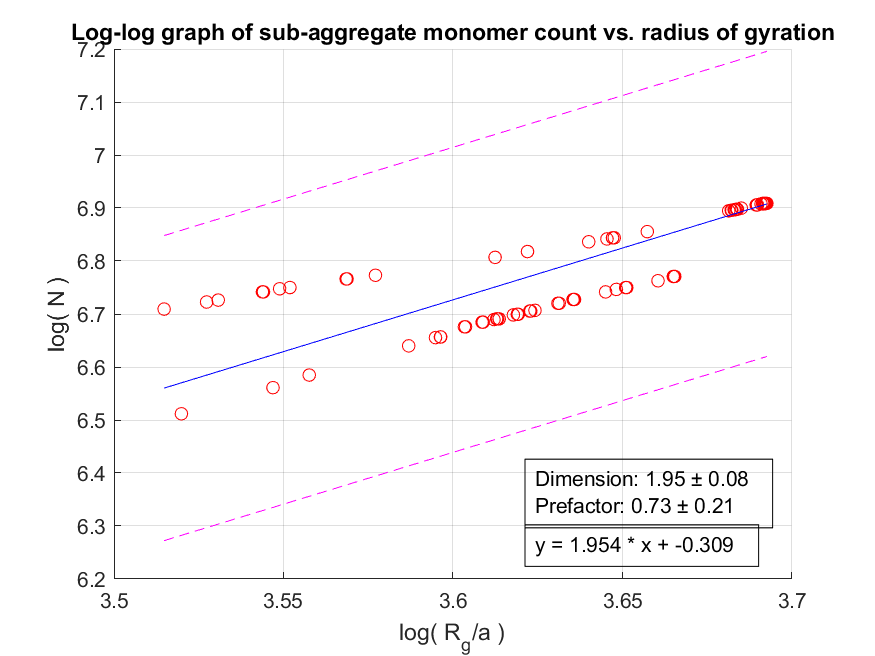 Log-log graph of sub-aggregate monomer count vs. radius of gyration
7.2
7.1
7
6.9
6.8
6.7
6.6
6.5
6.4
6.3
6.2
log( N )
Dimension: 1.95 ± 0.08
Prefactor: 0.73 ± 0.21
y = 1.954 * x + -0.309
3.5 3.55 3.6 3.65 3.7
log( Rg/a )